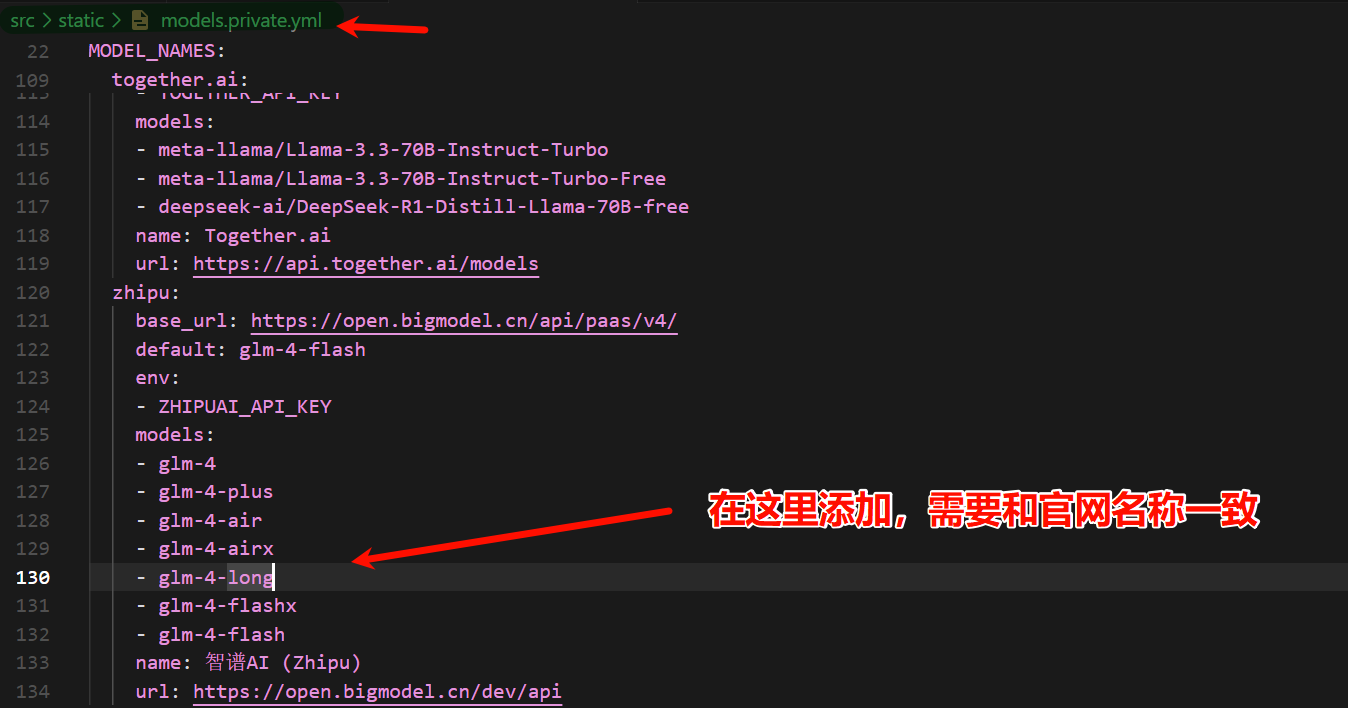 src > static > models.private.yml
22 MODEL_NAMES:
109 together.ai:
113 - TOGETHER_API_KEY
114 models:
115 - meta-llama/Llama-3.3-70B-Instruct-Turbo
116 - meta-llama/Llama-3.3-70B-Instruct-Turbo-Free
117 - deepseek-ai/DeepSeek-R1-Distill-Llama-70B-free
118 name: Together.ai
119 url: https://api.together.ai/models
120 zhipu:
121 base_url: https://open.bigmodel.cn/api/paas/v4/
122 default: glm-4-flash
123 env:
124 - ZHIPUAI_API_KEY
125 models:
126 - glm-4
127 - glm-4-plus
在这里添加，需要和官网名称一致
128 - glm-4-air
129 - glm-4-airx
130 - glm-4-long
131 - glm-4-flashx
132 - glm-4-flash
133 name: 智谱AI (Zhipu)
134 url: https://open.bigmodel.cn/dev/api